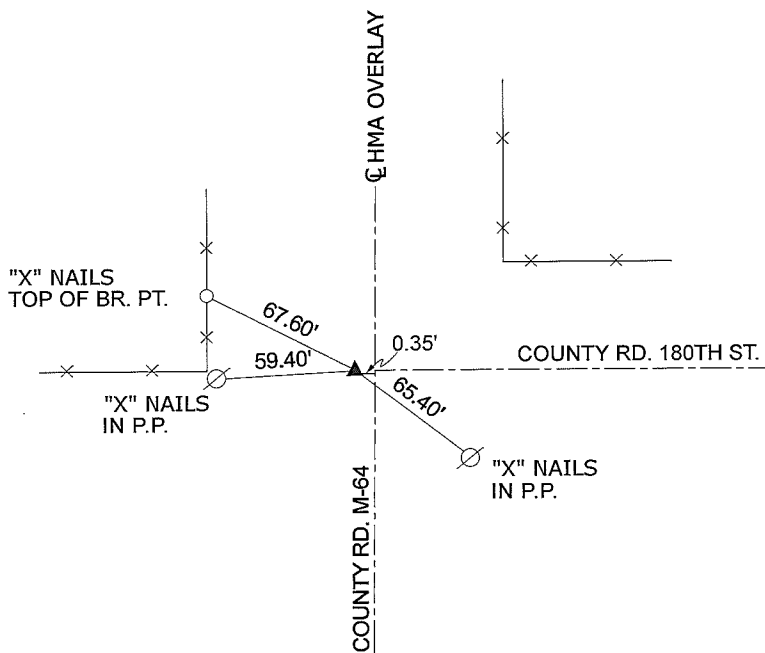 ℄ HMA OVERLAY
"X" NAILS
TOP OF BR. PT.
67.60'
59.40'
0.35'
COUNTY RD. 180TH ST.
"X" NAILS
IN P.P.
65.40'
"X" NAILS
IN P.P.
COUNTY RD. M-64